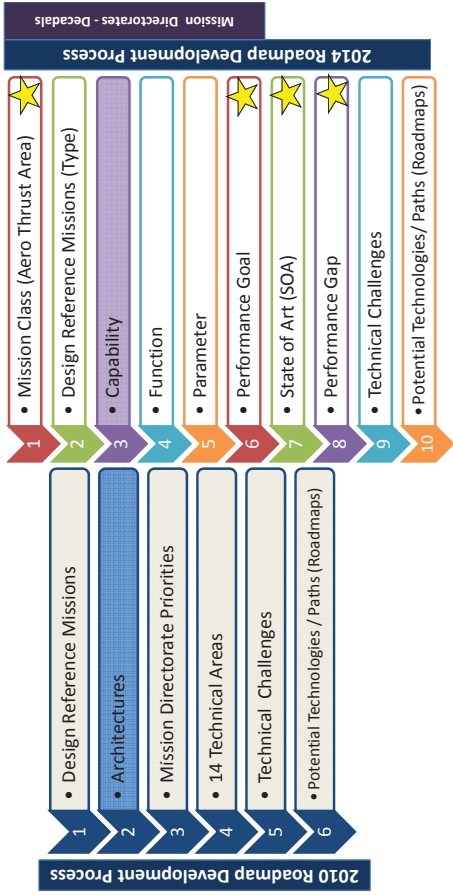 2010 Roadmap Development Process
1
• Design Reference Missions
2
• Architectures
3
• Mission Directorate Priorities
4
• 14 Technical Areas
5
• Technical Challenges
6
• Potential Technologies / Paths (Roadmaps)
2014 Roadmap Development Process
Mission Directorates - Decadals
1
• Mission Class (Aero Thrust Area)
2
• Design Reference Missions (Type)
3
• Capability
4
• Function
5
• Parameter
6
• Performance Goal
7
• State of Art (SOA)
8
• Performance Gap
9
• Technical Challenges
10
• Potential Technologies/ Paths (Roadmaps)